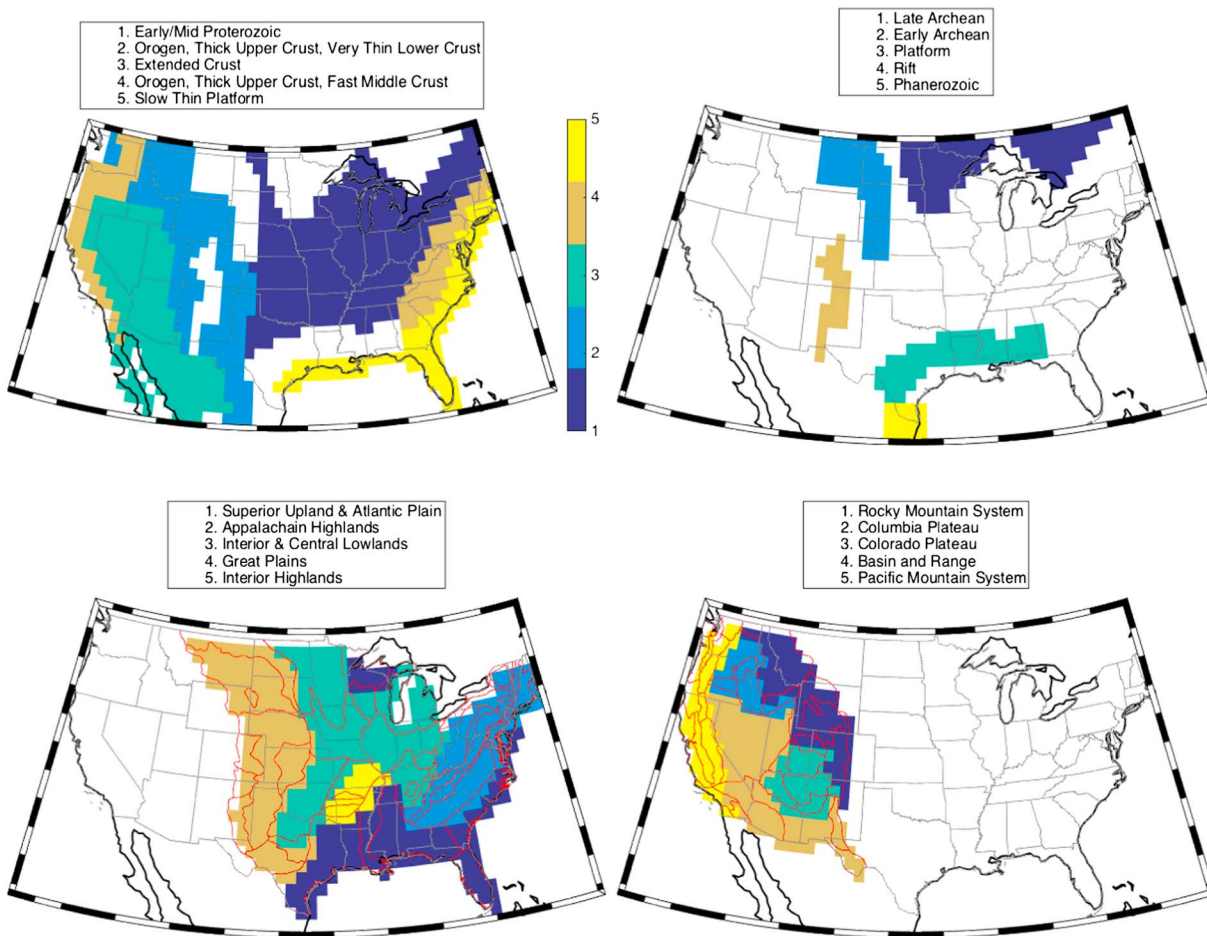 1. Early/Mid Proterozoic
2. Orogen, Thick Upper Crust, Very Thin Lower Crust
3. Extended Crust
4. Orogen, Thick Upper Crust, Fast Middle Crust
5. Slow Thin Platform
5
4
3
2
1
1. Late Archean
2. Early Archean
3. Platform
4. Rift
5. Phanerozoic
1. Superior Upland & Atlantic Plain
2. Appalachain Highlands
3. Interior & Central Lowlands
4. Great Plains
5. Interior Highlands
1. Rocky Mountain System
2. Columbia Plateau
3. Colorado Plateau
4. Basin and Range
5. Pacific Mountain System